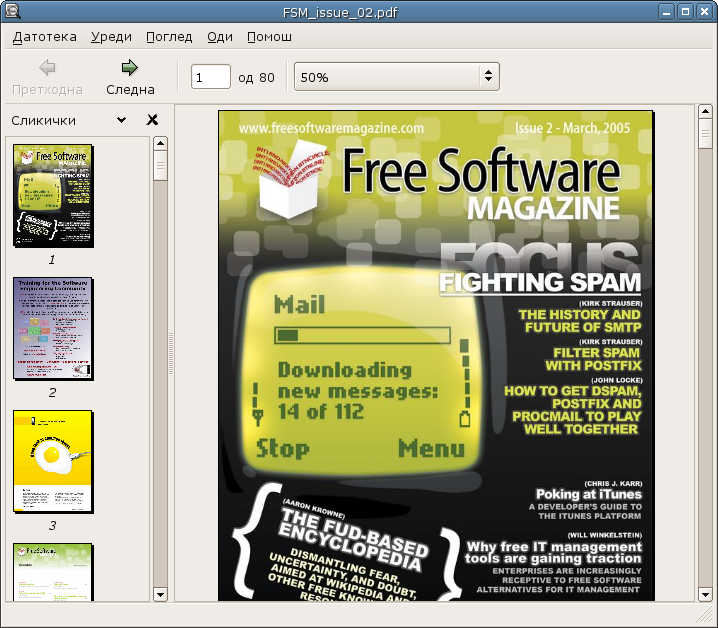 FSM_issue_02.pdf
Датотека Уреди Поглед Оди Помош
Претходна Следна
1 од 80
50%
Сликички
1
Training for the Software
Engineering Community
2
3
www.freesoftwaremagazine.com Issue 2 - March, 2005
Free Software
MAGAZINE
FOCUS
FIGHTING SPAM
(KIRK STRAUSER)
THE HISTORY AND
FUTURE OF SMTP
(KIRK STRAUSER)
FILTER SPAM
WITH POSTFIX
(JOHN LOCKE)
HOW TO GET DSPAM,
POSTFIX AND
PROCMAIL TO PLAY
WELL TOGETHER
Mail
Downloading
new messages:
14 of 112
Stop Menu
(CHRIS J. KARR)
Poking at iTunes
A DEVELOPER'S GUIDE TO
THE ITUNES PLATFORM
(AARON KROWNE)
THE FUD-BASED
ENCYCLOPEDIA
DISMANTLING FEAR,
UNCERTAINTY, AND DOUBT,
AIMED AT WIKIPEDIA AND
OTHER FREE
(WILL WINKELSTEIN)
Why free IT management
tools are gaining traction
ENTERPRISES ARE INCREASINGLY
RECEPTIVE TO FREE SOFTWARE
ALTERNATIVES FOR IT MANAGEMENT